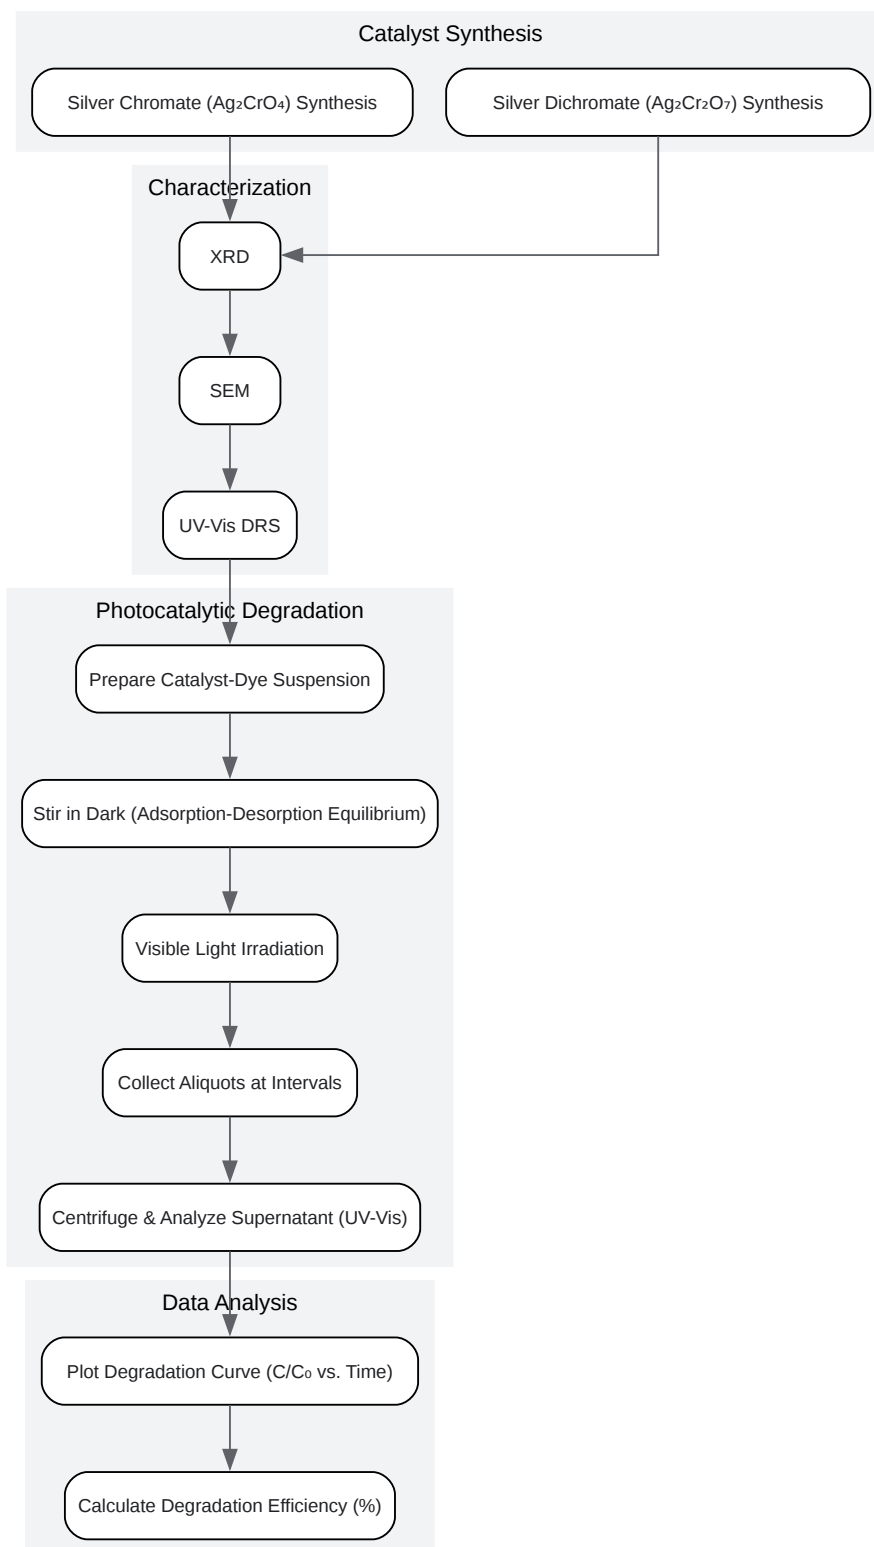 Catalyst Synthesis
Silver Chromate (Ag₂CrO₄) Synthesis
Silver Dichromate (Ag₂Cr₂O₇) Synthesis
Characterization
XRD
SEM
UV-Vis DRS
Photocatalytic Degradation
Prepare Catalyst-Dye Suspension
Stir in Dark (Adsorption-Desorption Equilibrium)
Visible Light Irradiation
Collect Aliquots at Intervals
Centrifuge & Analyze Supernatant (UV-Vis)
Data Analysis
Plot Degradation Curve (C/C₀ vs. Time)
Calculate Degradation Efficiency (%)